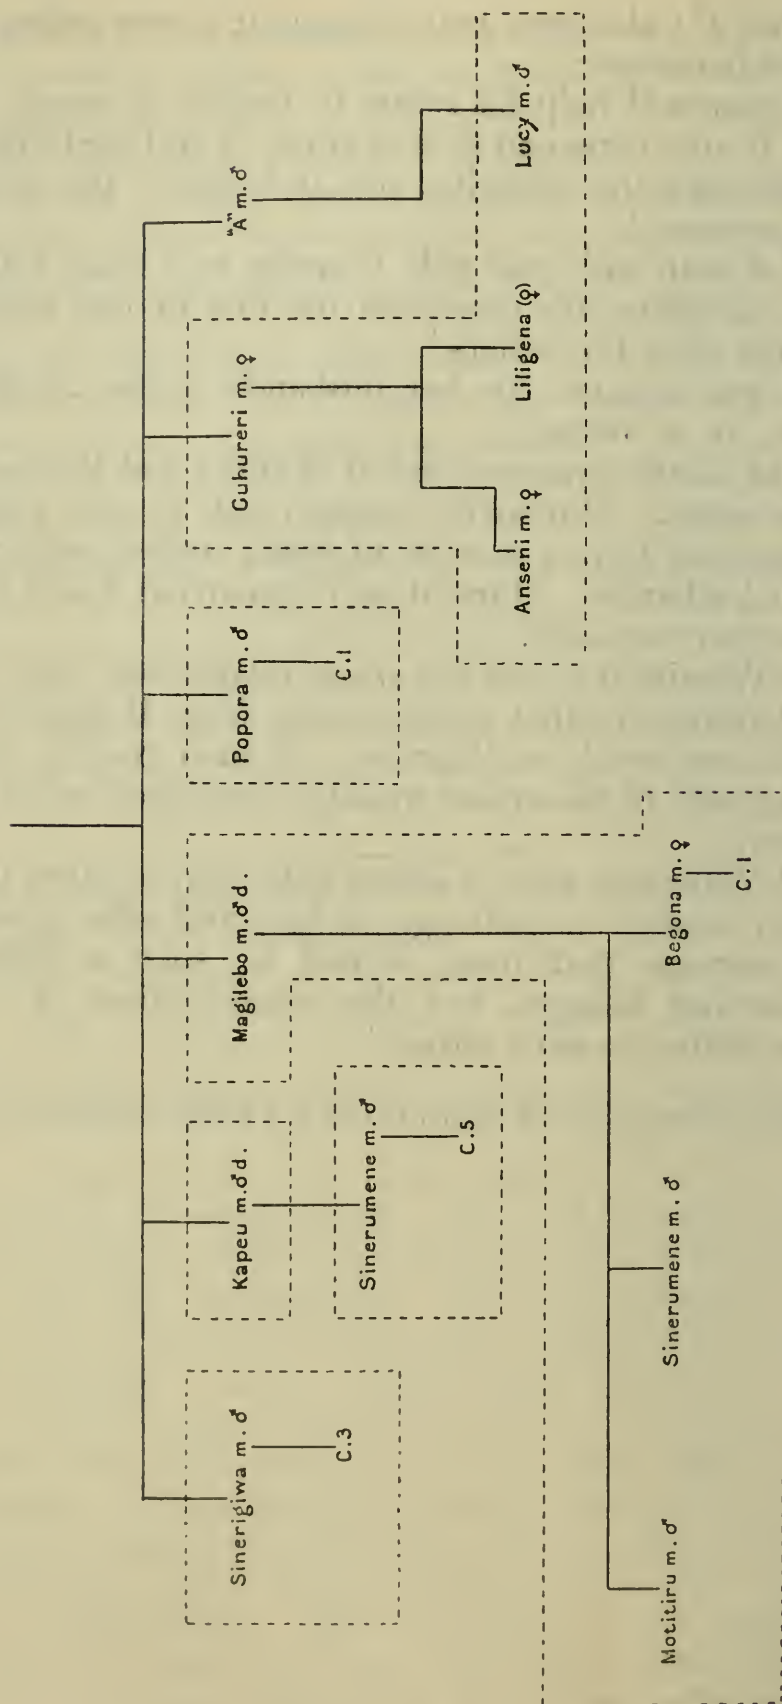 Sinerigiwa m. ♂
Kapeu m. ♂ d.
Magilebo m. ♂ d.
Popora m. ♂
Guhureri m. ♀
"A" m. ♂
C.3
Sinerumene m. ♂
C.1
C.5
Anseni m. ♀
Liligena (♀)
Lucy m. ♂
Motitiru m. ♂
Sinerumene m. ♂
Begona m. ♀
C.1